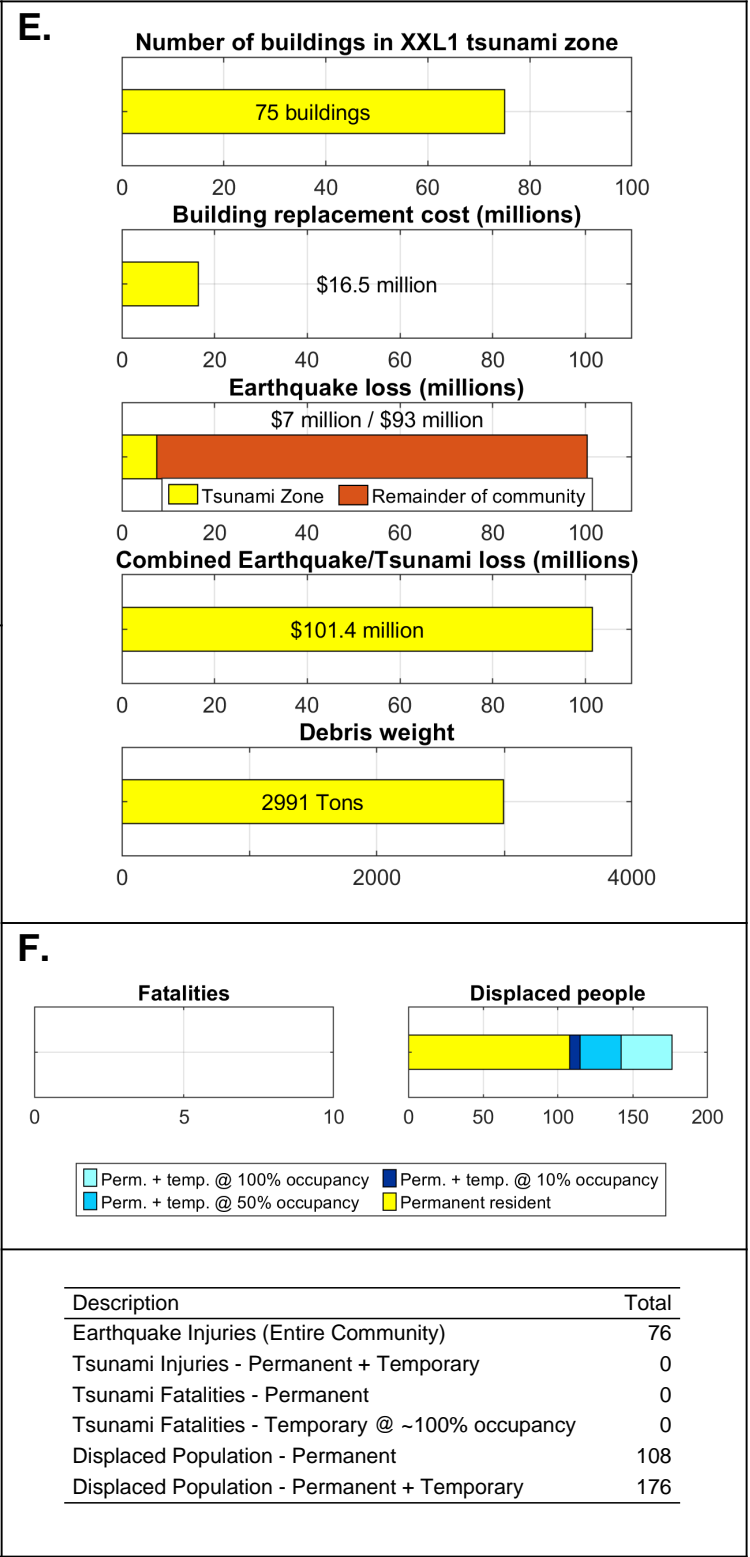 E.
Number of buildings in XXL1 tsunami zone
75 buildings
0 20 40 60 80 100
Building replacement cost (millions)
$16.5 million
0 20 40 60 80 100
Earthquake loss (millions)
$7 million / $93 million
Tsunami Zone Remainder of community
0 20 40 60 80 100
Combined Earthquake/Tsunami loss (millions)
$101.4 million
0 20 40 60 80 100
Debris weight
2991 Tons
0 2000 4000
F.
Fatalities
0 5 10
Displaced people
0 50 100 150 200
Perm. + temp. @ 100% occupancy Perm. + temp. @ 10% occupancy
Perm. + temp. @ 50% occupancy Permanent resident
Description Total
Earthquake Injuries (Entire Community) 76
Tsunami Injuries - Permanent + Temporary 0
Tsunami Fatalities - Permanent 0
Tsunami Fatalities - Temporary @ ~100% occupancy 0
Displaced Population - Permanent 108
Displaced Population - Permanent + Temporary 176